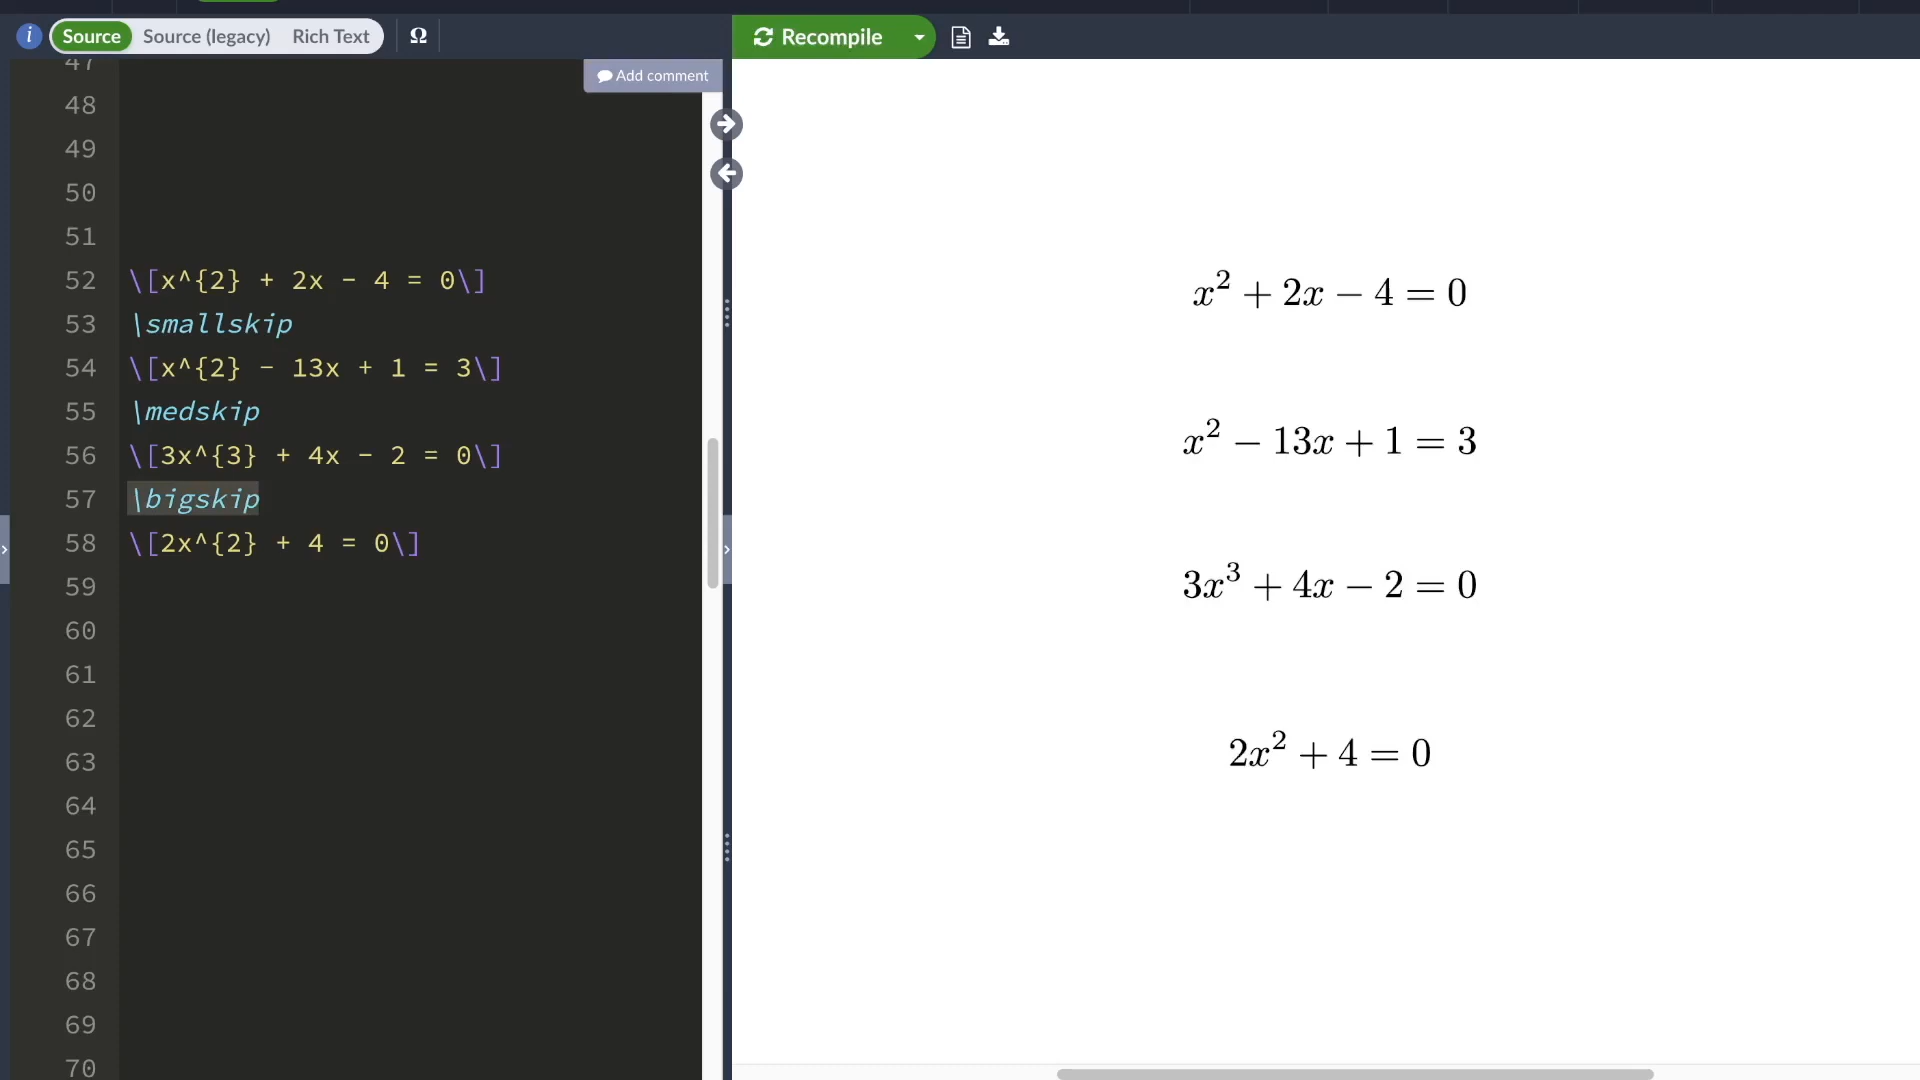 i Source Source (legacy) Rich Text Ω
Recompile
Add comment
47
48
49
50
51
52 \[x^{2} + 2x - 4 = 0\]
53 \smallskip
54 \[x^{2} - 13x + 1 = 3\]
55 \medskip
56 \[3x^{3} + 4x - 2 = 0\]
57 \bigskip
58 \[2x^{2} + 4 = 0\]
59
60
61
62
63
64
65
66
67
68
69
70
x² + 2x − 4 = 0
x² − 13x + 1 = 3
3x³ + 4x − 2 = 0
2x² + 4 = 0